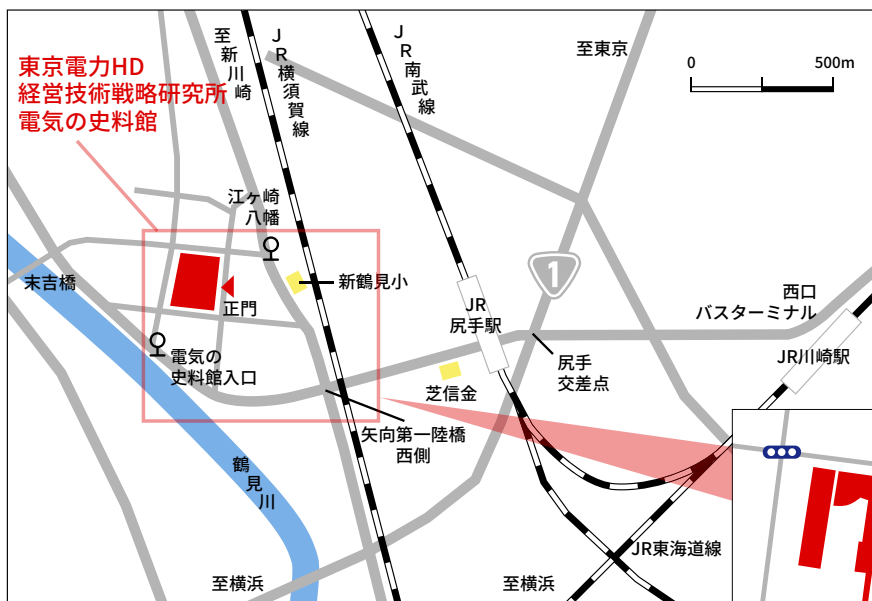 東京電力HD
経営技術戦略研究所
電気の史料館
至新川崎
JR横須賀線
JR南武線
至東京
0 500m
江ヶ崎
八幡
末吉橋
正門
新鶴見小
1
西口
バスターミナル
JR
尻手駅
JR川崎駅
電気の
史料館入口
尻手
交差点
芝信金
矢向第一陸橋
西側
鶴見川
JR東海道線
至横浜
至横浜